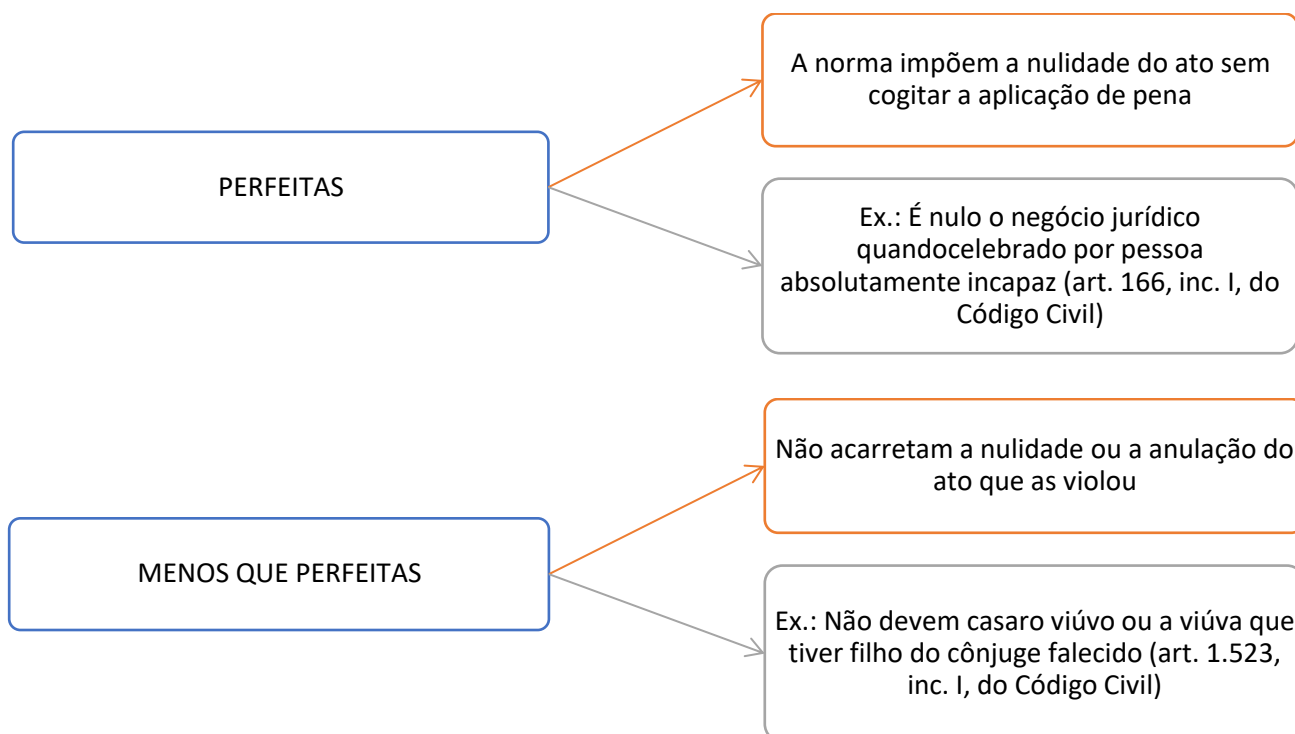 PERFEITAS
A norma impõem a nulidade do ato sem
cogitar a aplicação de pena
Ex.: É nulo o negócio jurídico
quandocelebrado por pessoa
absolutamente incapaz (art. 166, inc. I, do
Código Civil)
MENOS QUE PERFEITAS
Não acarretam a nulidade ou a anulação do
ato que as violou
Ex.: Não devem casaro viúvo ou a viúva que
tiver filho do cônjuge falecido (art. 1.523,
inc. I, do Código Civil)